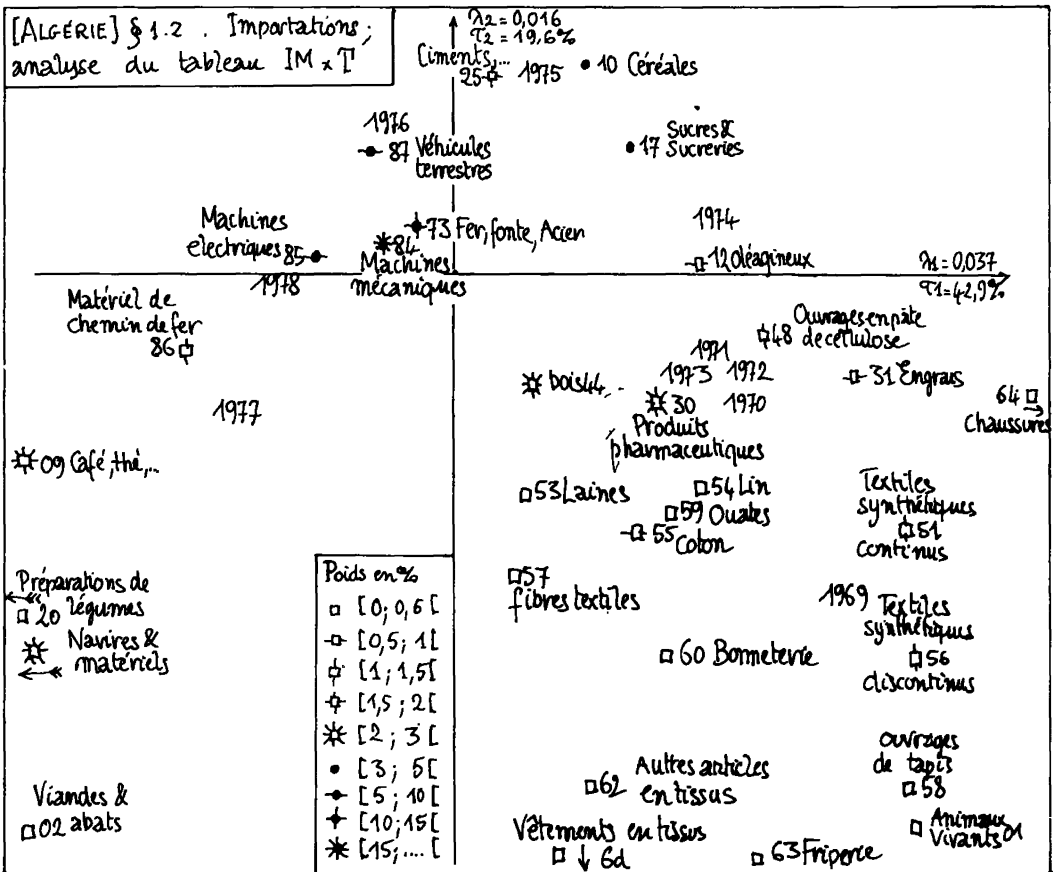 [ALGÉRIE] § 1.2 . Importations ;
analyse du tableau IM x T
λ2 = 0,016
τ2 = 19,6%
Ciments,...
25 1975 10 Céréales
1976
87 Véhicules
terrestres
Sucres &
17 Sucreries
Machines
electriques 85
73 Fer, fonte, Acier
84
Machines
mécaniques
1974
12 Oléagineux
λ1 = 0,037
τ1 = 42,9%
1978
Matériel de
chemin de fer
86
Ouvrages en pâte
48 de cellulose
1971
1973 1972
bois 44,..
31 Engrais
64
Chaussures
30 1970
Produits
pharmaceutiques
1977
09 Café, thé,...
53 Laines
54 Lin
59 Ouates
55 Coton
Textiles
synthétiques
51
continus
Préparations de
20 légumes
Navires &
matériels
57
fibres textiles
1969 Textiles
synthétiques
56
discontinus
60 Bonneterie
Poids en %
[0 ; 0,6 [
[0,5 ; 1[
[1 ; 1,5[
[1,5 ; 2[
[2 ; 3 [
[3 ; 5[
[5 ; 10 [
[10 ; 15[
[15 ; .... [
Viandes &
02 abats
62 Autres articles
en tissus
ouvrages
de tapis
58
Vêtements en tissus
6d
63 Friperie
Animaux
Vivants 01